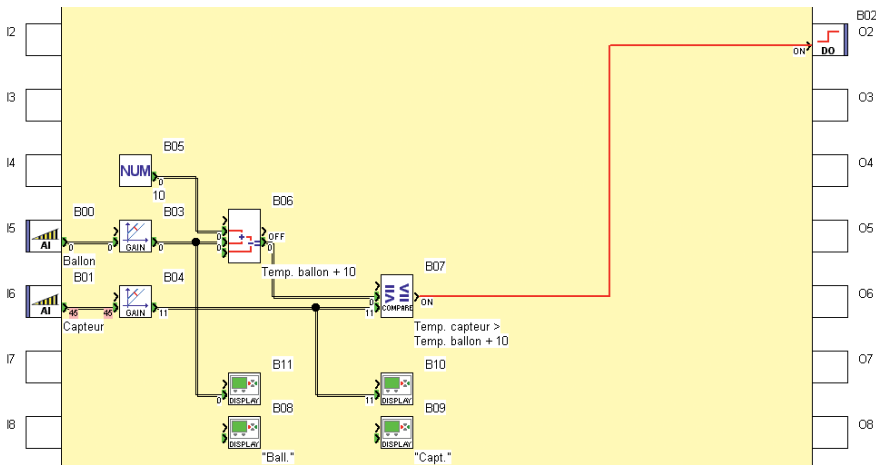 B02
I2
O2
ON
DO
I3
O3
B05
I4
NUM
O4
0
10
B06
B00
B03
I5
O5
OFF
AI
0
0
GAIN
0
0
0
0
Ballon
Temp. ballon + 10
B01
B04
B07
I6
O6
0
ON
AI
45
45
GAIN
11
11
COMPARE
Capteur
Temp. capteur >
Temp. ballon + 10
I7
B11
B10
O7
0
DISPLAY
11
DISPLAY
B08
B09
I8
O8
DISPLAY
DISPLAY
"Ball."
"Capt."